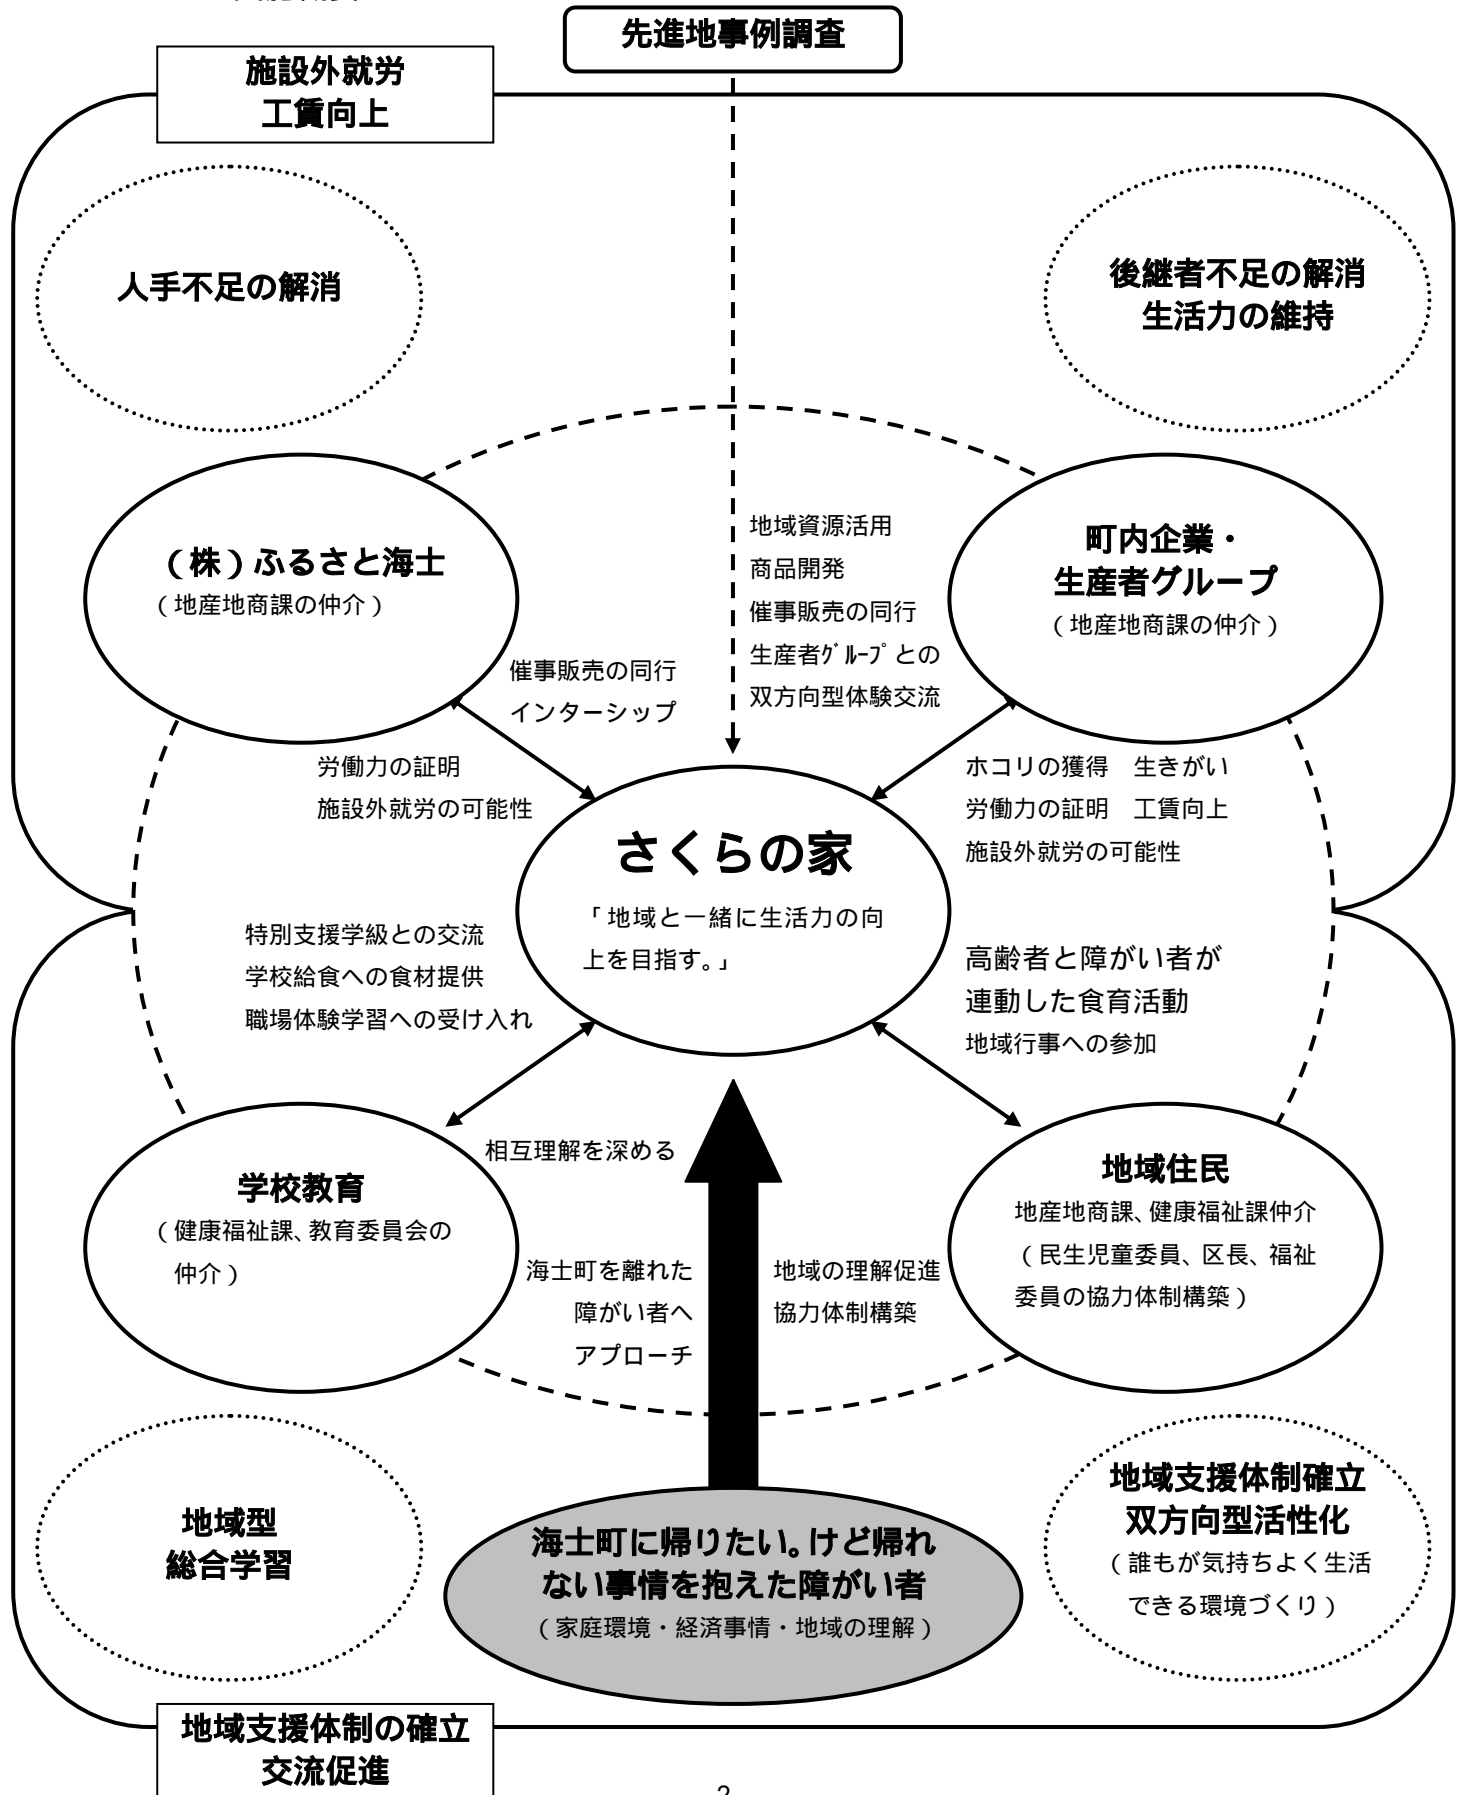 先進地事例調査
施設外就労
工賃向上
人手不足の解消
後継者不足の解消
生活力の維持
（株）ふるさと海士
（地産地商課の仲介）
町内企業・
生産者グループ
（地産地商課の仲介）
地域資源活用
商品開発
催事販売の同行
生産者ｸﾞﾙｰﾌﾟとの
双方向型体験交流
催事販売の同行
インターシップ
労働力の証明
施設外就労の可能性
ホコリの獲得　生きがい
労働力の証明　工賃向上
施設外就労の可能性
さくらの家
「地域と一緒に生活力の向
上を目指す。」
特別支援学級との交流
学校給食への食材提供
職場体験学習への受け入れ
高齢者と障がい者が
連動した食育活動
地域行事への参加
相互理解を深める
学校教育
（健康福祉課、教育委員会の
仲介）
地域住民
地産地商課、健康福祉課仲介
（民生児童委員、区長、福祉
委員の協力体制構築）
海士町を離れた
障がい者へ
アプローチ
地域の理解促進
協力体制構築
地域型
総合学習
海士町に帰りたい。けど帰れ
ない事情を抱えた障がい者
（家庭環境・経済事情・地域の理解）
地域支援体制確立
双方向型活性化
（誰もが気持ちよく生活
できる環境づくり）
地域支援体制の確立
交流促進
2